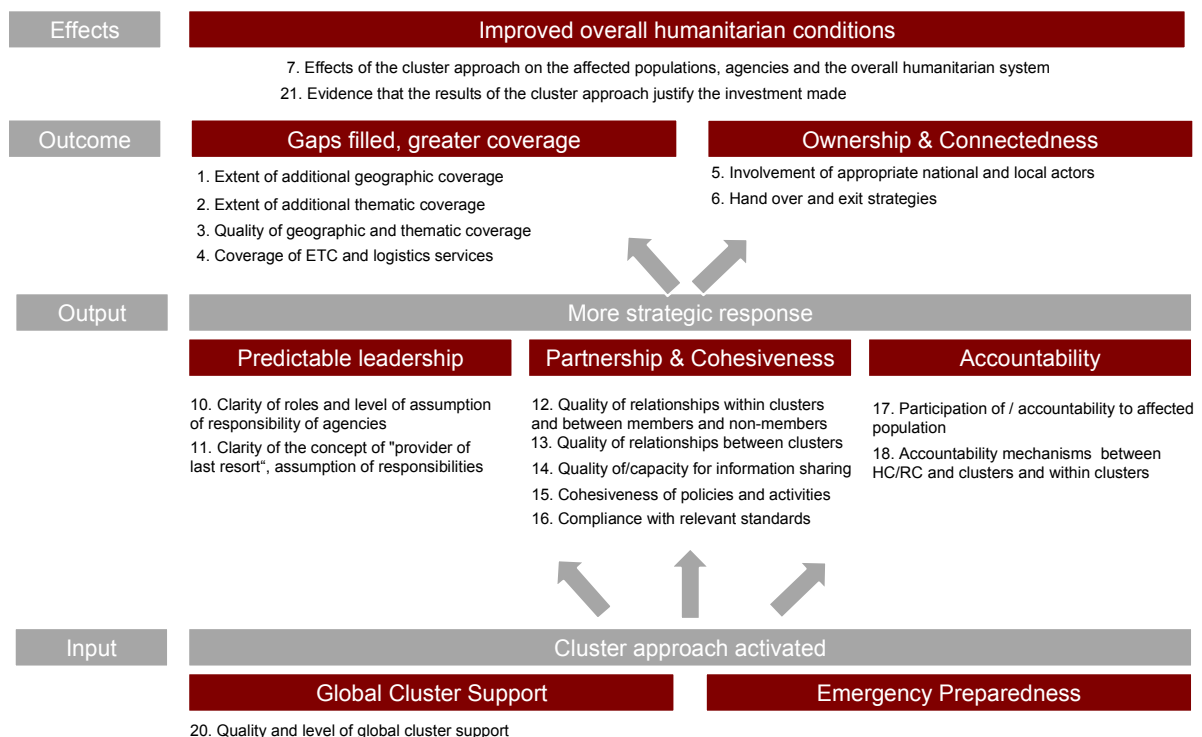 Effects
Improved overall humanitarian conditions
7. Effects of the cluster approach on the affected populations, agencies and the overall humanitarian system
21. Evidence that the results of the cluster approach justify the investment made
Outcome
Gaps filled, greater coverage
1. Extent of additional geographic coverage
2. Extent of additional thematic coverage
3. Quality of geographic and thematic coverage
4. Coverage of ETC and logistics services
Ownership & Connectedness
5. Involvement of appropriate national and local actors
6. Hand over and exit strategies
Output
More strategic response
Predictable leadership
10. Clarity of roles and level of assumption
of responsibility of agencies
11. Clarity of the concept of "provider of
last resort“, assumption of responsibilities
Partnership & Cohesiveness
12. Quality of relationships within clusters
and between members and non-members
13. Quality of relationships between clusters
14. Quality of/capacity for information sharing
15. Cohesiveness of policies and activities
16. Compliance with relevant standards
Accountability
17. Participation of / accountability to affected
population
18. Accountability mechanisms between
HC/RC and clusters and within clusters
Input
Cluster approach activated
Global Cluster Support
20. Quality and level of global cluster support
Emergency Preparedness